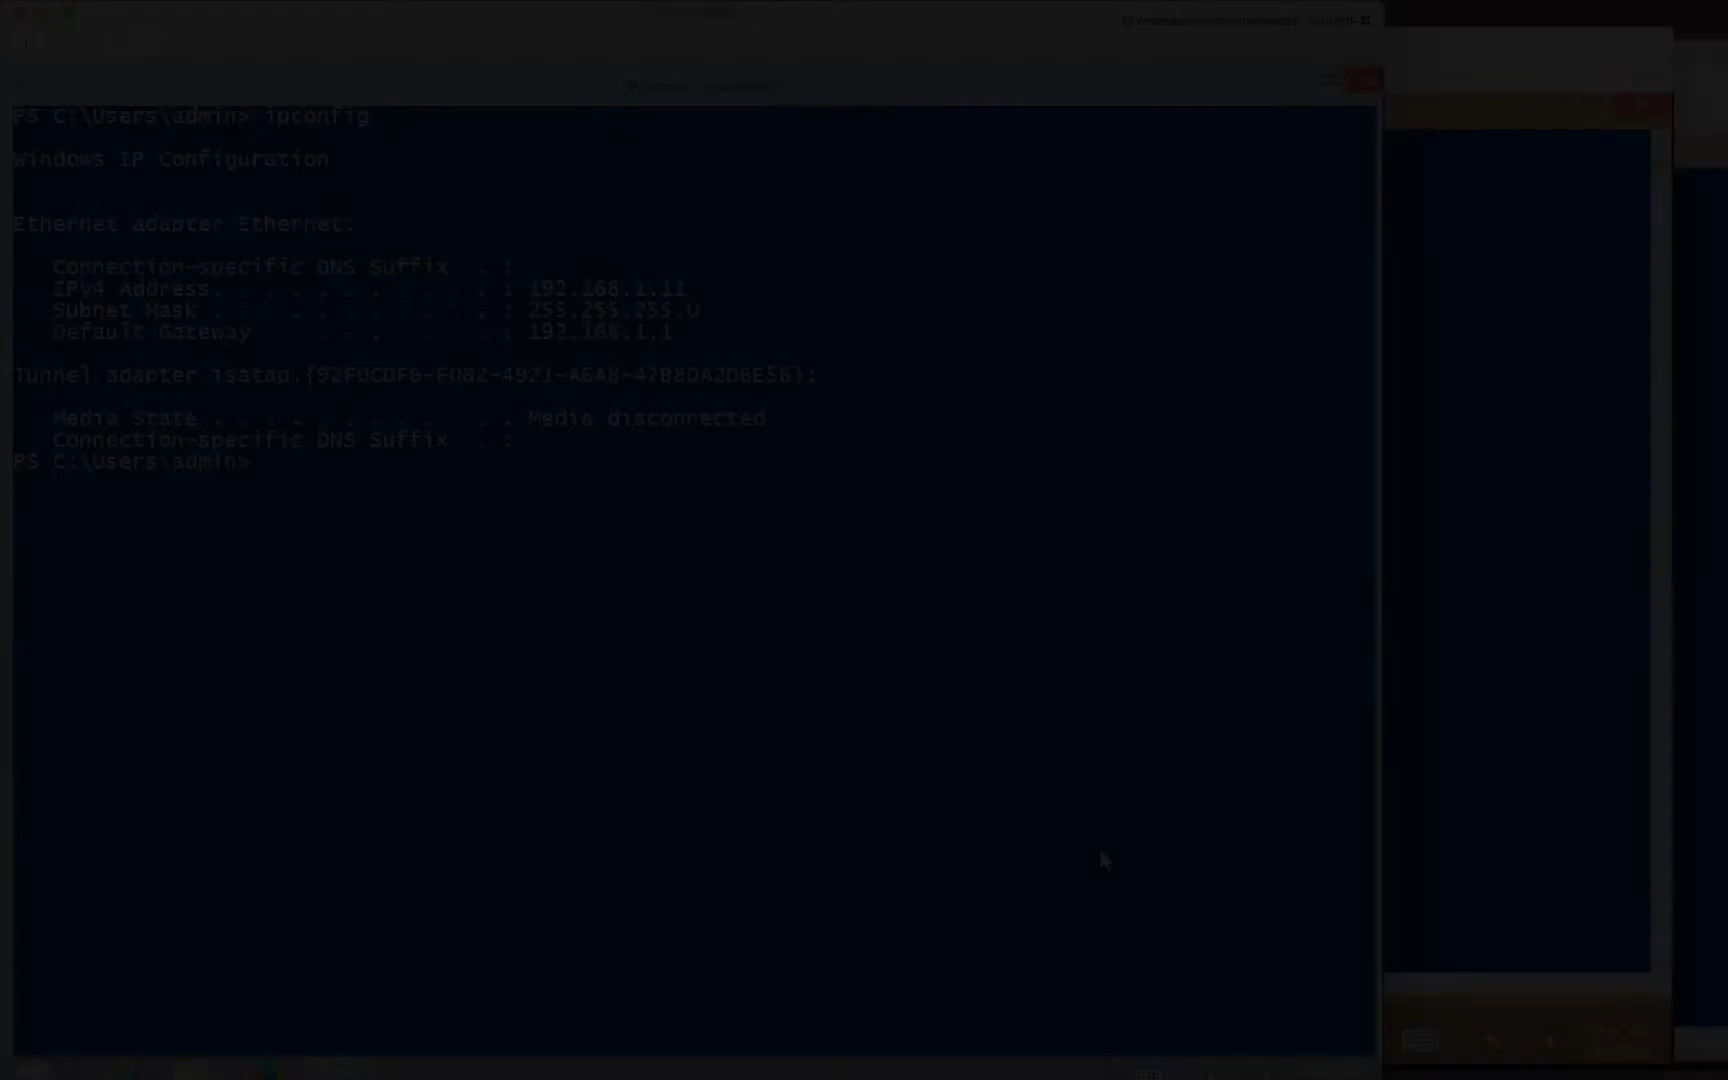 PS C:\Users\admin> ipconfig
Windows IP Configuration
Ethernet adapter Ethernet:
Connection-specific DNS Suffix . :
IPv4 Address. . . . . . . . . . . : 192.168.1.11
Subnet Mask . . . . . . . . . . . : 255.255.255.0
Default Gateway . . . . . . . . . : 192.168.1.1
Tunnel adapter isatap.{92F0CDF6-F082-4921-A6A8-4288DA2D6E56}:
Media State . . . . . . . . . . . : Media disconnected
Connection-specific DNS Suffix . :
PS C:\Users\admin>